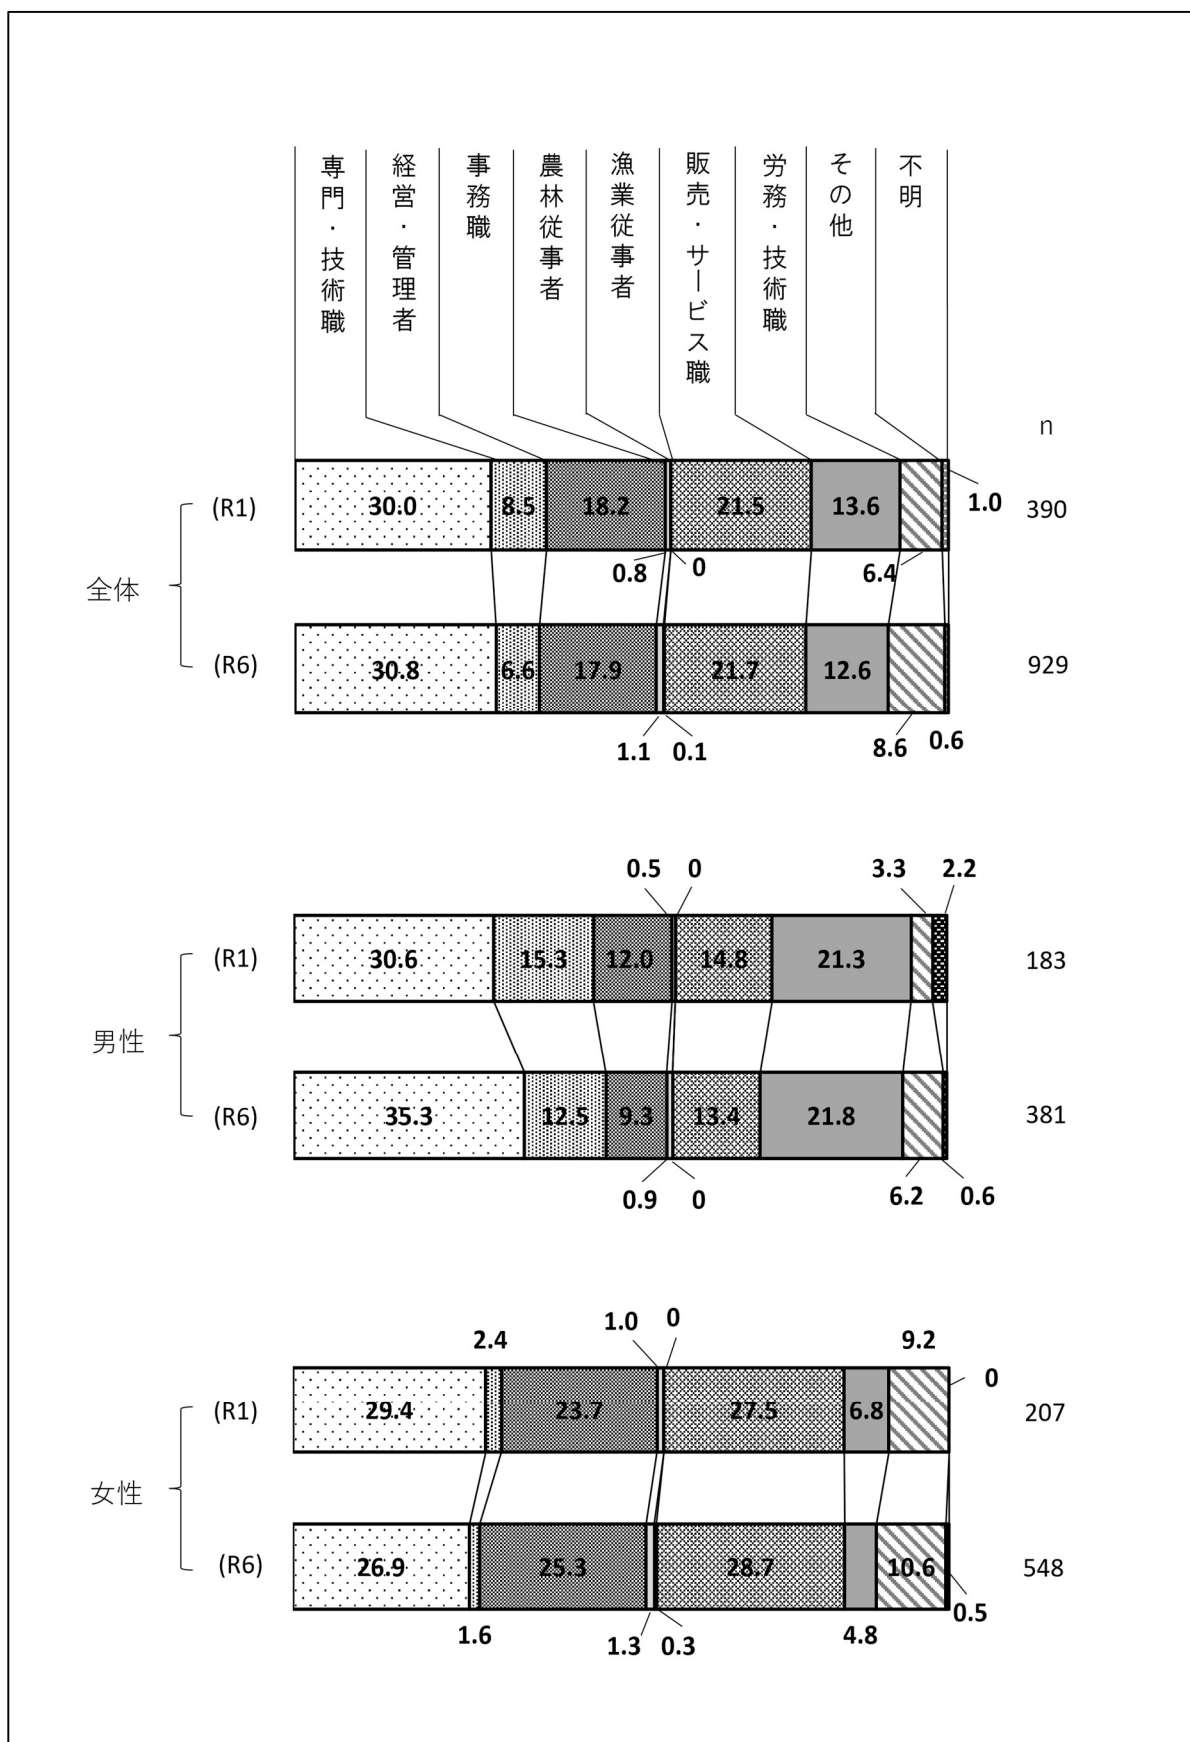 専門・技術職
経営・管理者
事務職
農林従事者
漁業従事者
販売・サービス職
労務・技術職
その他
不明
n
全体
(R1) 30.0 8.5 18.2 21.5 13.6 1.0 390
0.8 0 6.4
(R6) 30.8 6.6 17.9 21.7 12.6 929
1.1 0.1 8.6 0.6
男性
0.5 0 3.3 2.2
(R1) 30.6 15.3 12.0 14.8 21.3 183
(R6) 35.3 12.5 9.3 13.4 21.8 381
0.9 0 6.2 0.6
女性
2.4 1.0 0 9.2
(R1) 29.4 23.7 27.5 6.8 0 207
(R6) 26.9 25.3 28.7 10.6 548
1.6 1.3 0.3 4.8 0.5